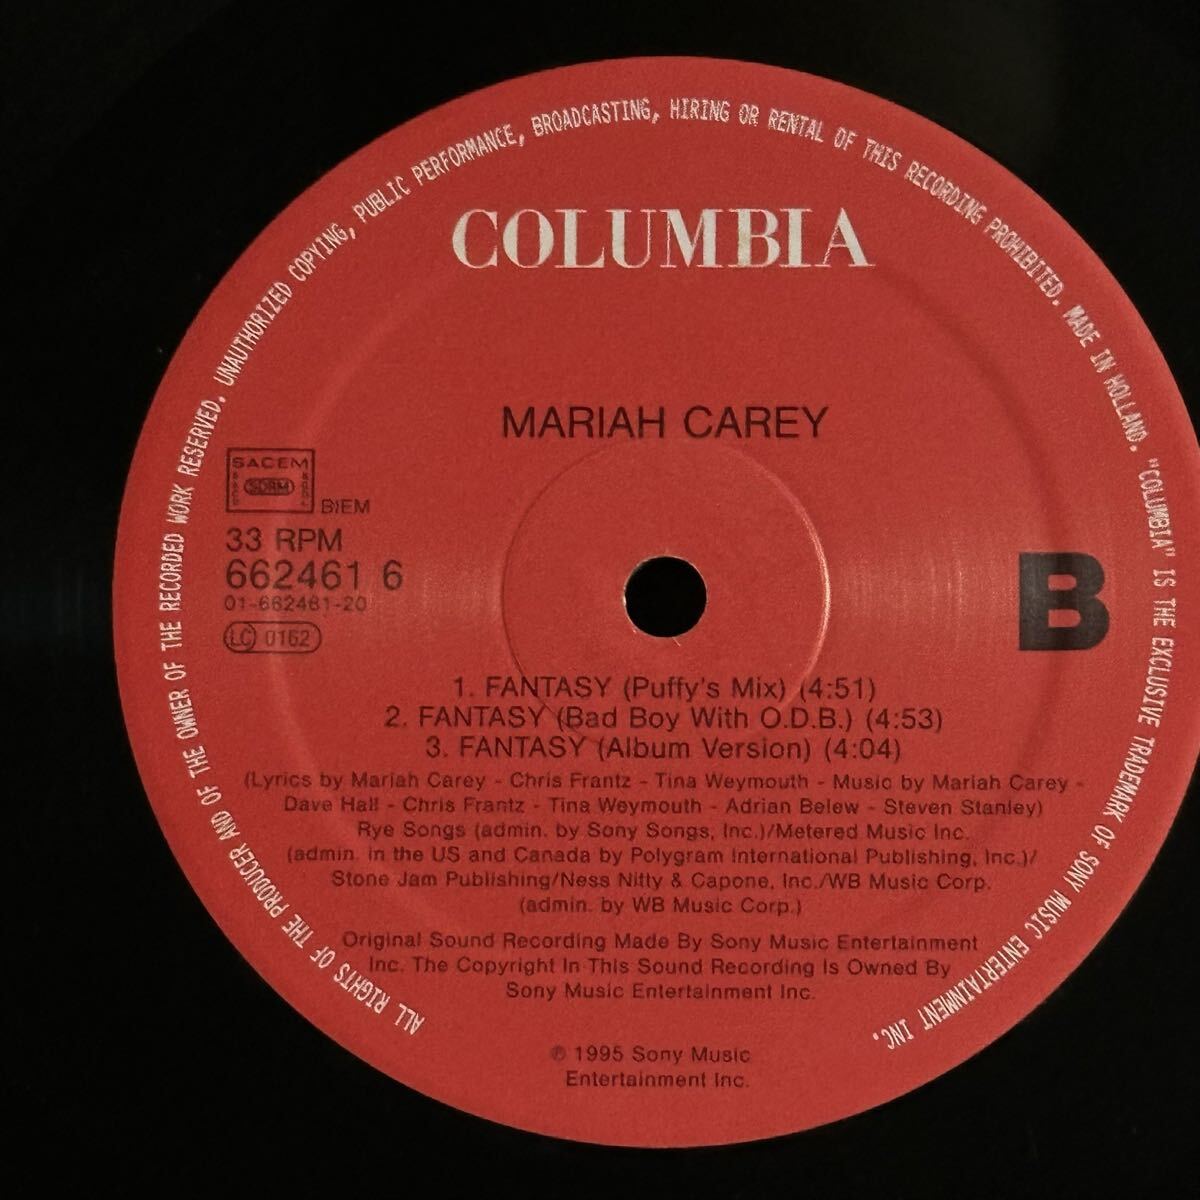 ALL RIGHTS OF THE PRODUCER AND OF THE OWNER OF THE RECORDED WORK RESERVED. UNAUTHORIZED COPYING, PUBLIC PERFORMANCE, BROADCASTING, HIRING OR RENTAL OF THIS RECORDING PROHIBITED. MADE IN HOLLAND. "COLUMBIA" IS THE EXCLUSIVE TRADEMARK OF SONY MUSIC ENTERTAINMENT INC.
COLUMBIA
MARIAH CAREY
SACEM
SDRM
BIEM
33 RPM
662461 6
01-662461-20
LC 0162
B
1. FANTASY (Puffy's Mix) (4:51)
2. FANTASY (Bad Boy With O.D.B.) (4:53)
3. FANTASY (Album Version) (4:04)
(Lyrics by Mariah Carey - Chris Frantz - Tina Weymouth - Music by Mariah Carey -
Dave Hall - Chris Frantz - Tina Weymouth - Adrian Belew - Steven Stanley)
Rye Songs (admin. by Sony Songs, Inc.)/Metered Music Inc.
(admin. in the US and Canada by Polygram International Publishing, Inc.)/
Stone Jam Publishing/Ness Nitty & Capone, Inc./WB Music Corp.
(admin. by WB Music Corp.)
Original Sound Recording Made By Sony Music Entertainment
Inc. The Copyright In This Sound Recording Is Owned By
Sony Music Entertainment Inc.
℗ 1995 Sony Music
Entertainment Inc.